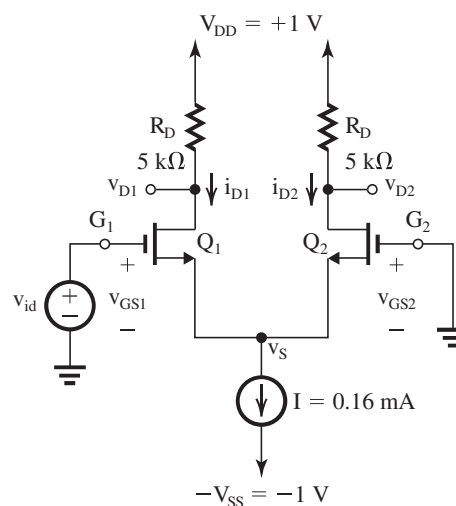 V_DD = +1 V
R_D R_D
5 kΩ 5 kΩ
v_D1 i_D1 i_D2 v_D2
G_1 G_2
Q_1 Q_2
+ + +
v_id v_GS1 v_GS2
− − −
v_S
I = 0.16 mA
−V_SS = −1 V